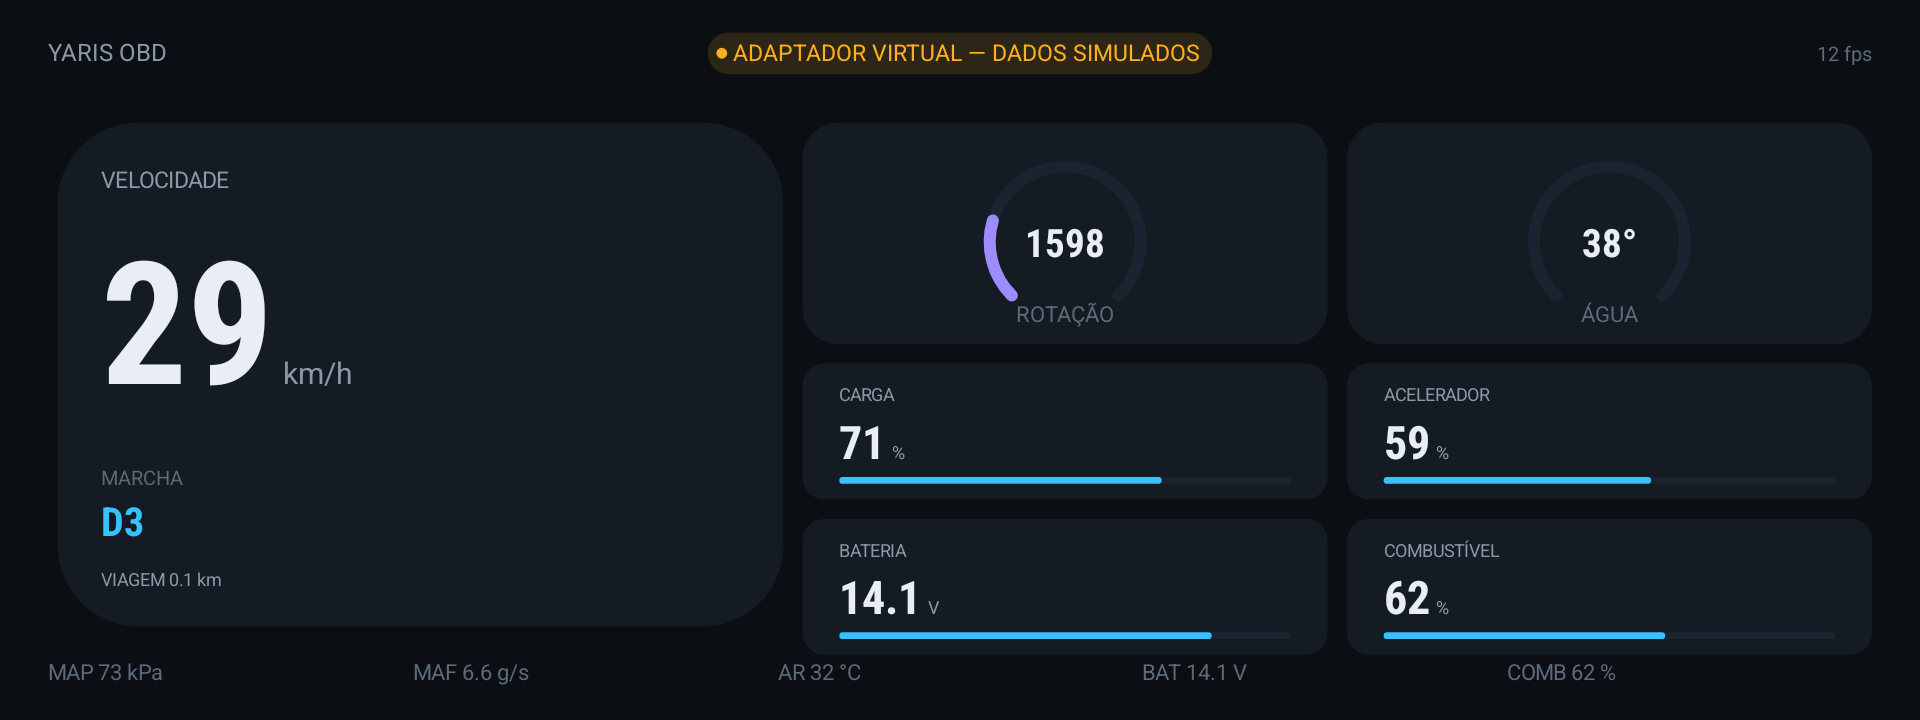 YARIS OBD
ADAPTADOR VIRTUAL — DADOS SIMULADOS
12 fps
VELOCIDADE
29 km/h
MARCHA
D3
VIAGEM 0.1 km
1598
ROTAÇÃO
38°
ÁGUA
CARGA
71 %
ACELERADOR
59 %
BATERIA
14.1 V
COMBUSTÍVEL
62 %
MAP 73 kPa
MAF 6.6 g/s
AR 32 °C
BAT 14.1 V
COMB 62 %